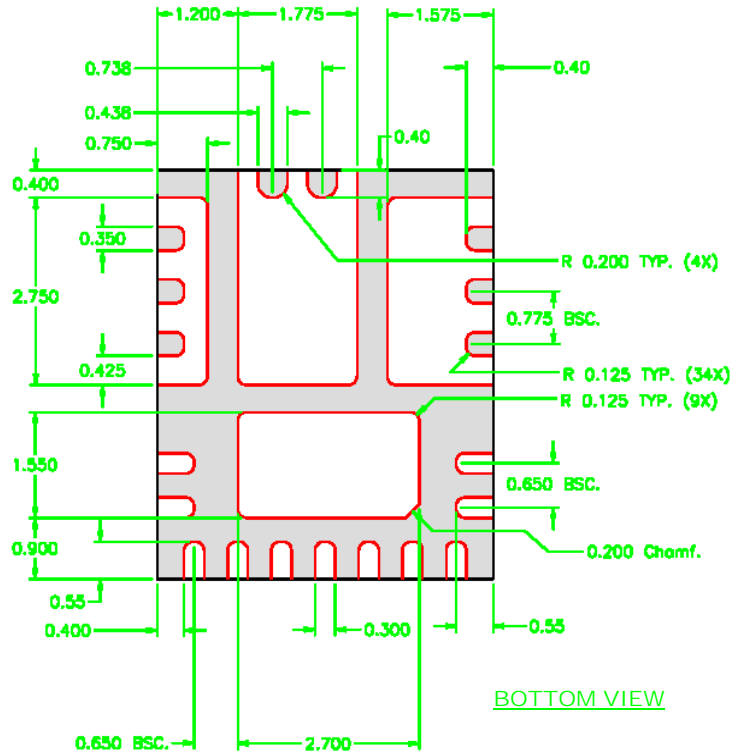 1.200
1.775
1.575
0.738
0.40
0.438
0.40
0.750
0.400
0.350
R 0.200 TYP. (4X)
2.750
0.775 BSC.
0.425
R 0.125 TYP. (34X)
R 0.125 TYP. (9X)
1.550
0.650 BSC.
0.900
0.200 Chamf.
0.55
0.400
0.300
0.55
BOTTOM VIEW
0.650 BSC.
2.700